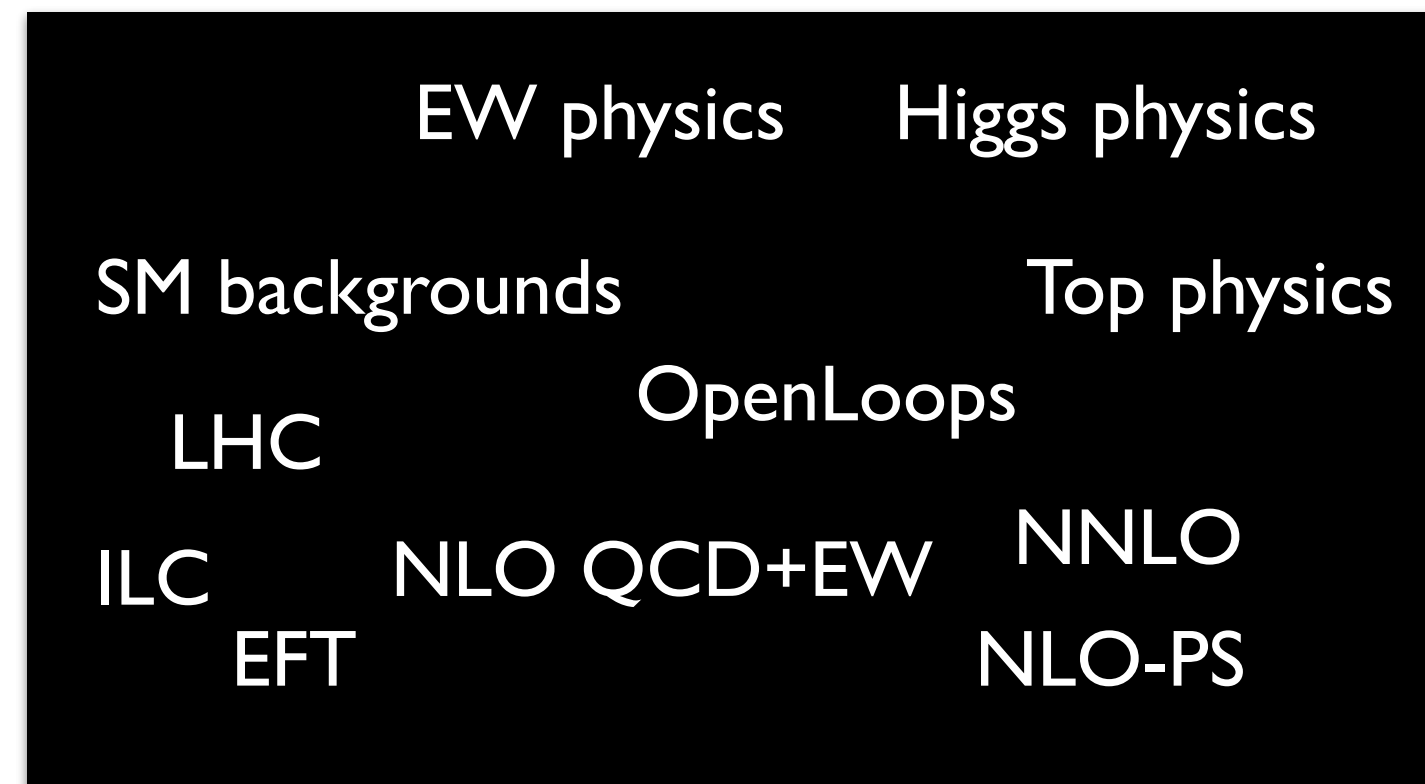 EW physics
Higgs physics
SM backgrounds
Top physics
OpenLoops
LHC
NNLO
ILC
NLO QCD+EW
EFT
NLO-PS